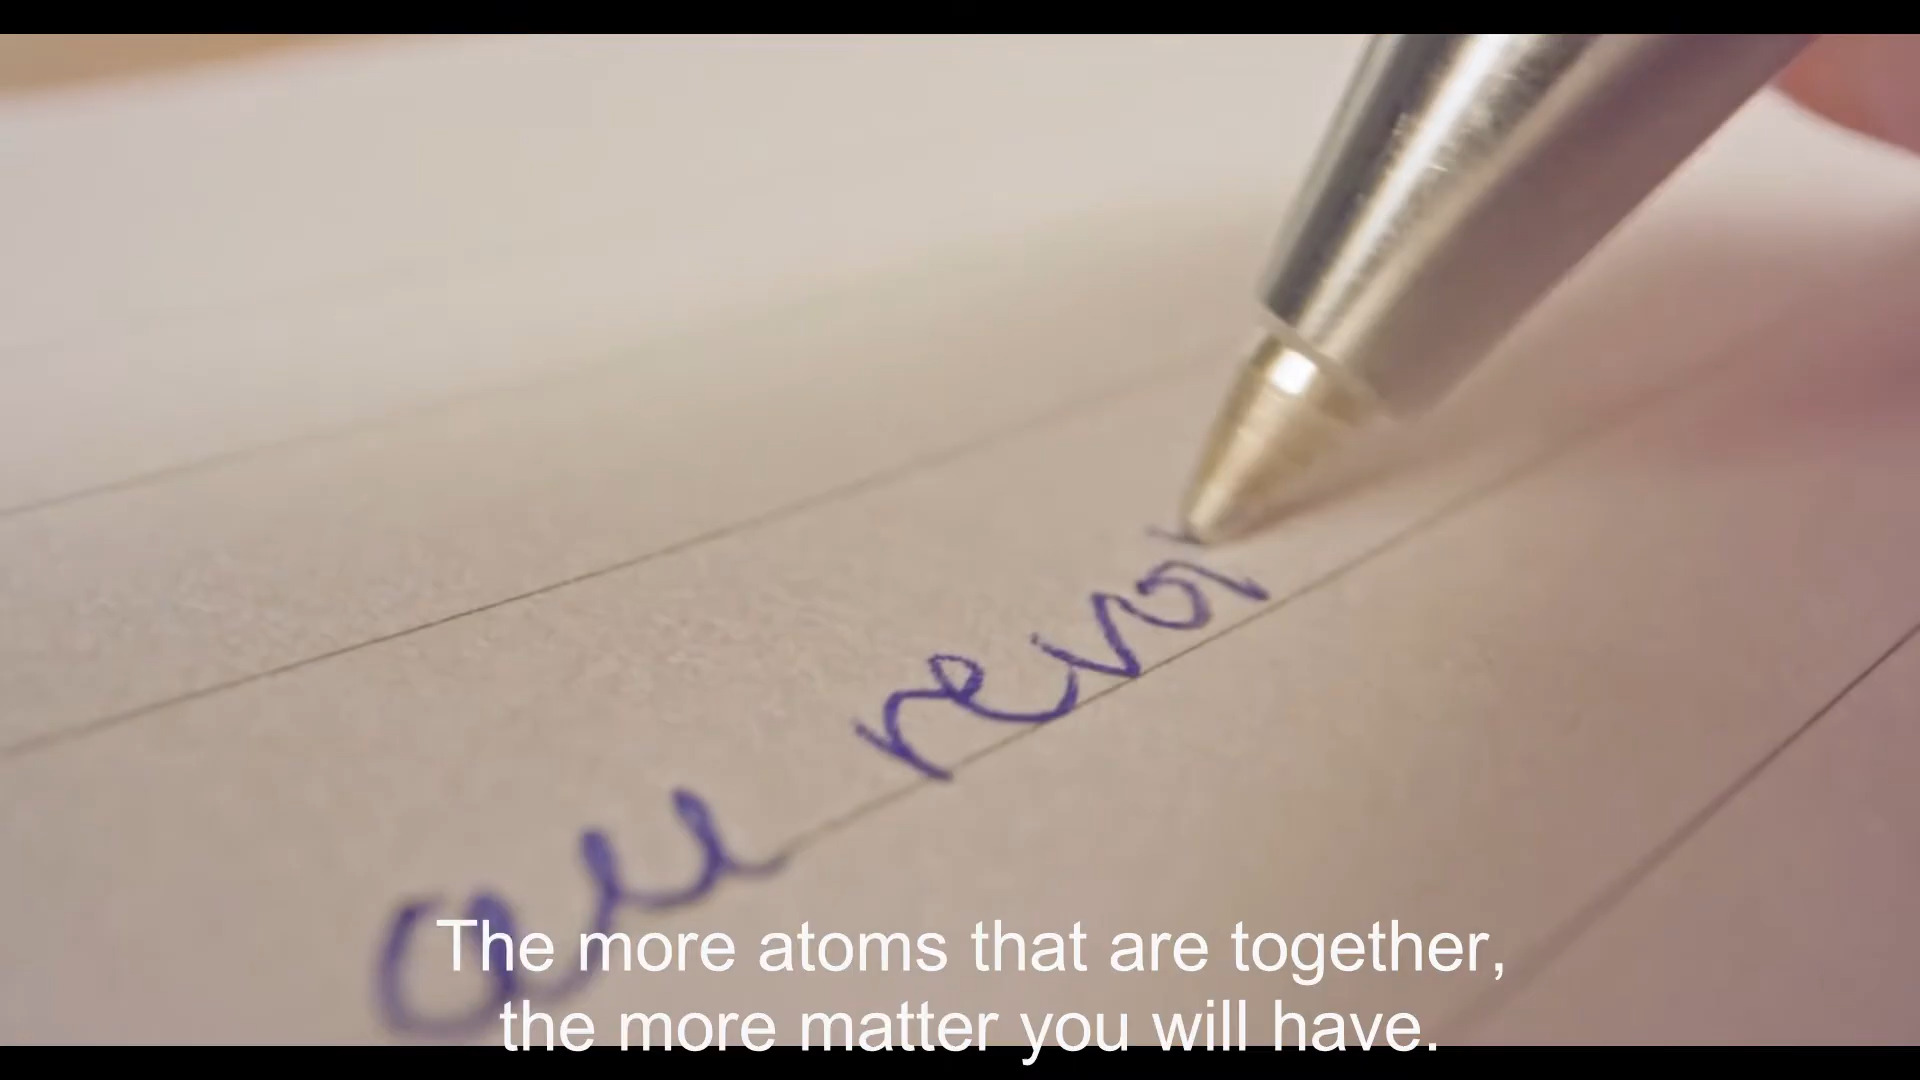 au revoi
The more atoms that are together,
the more matter you will have.